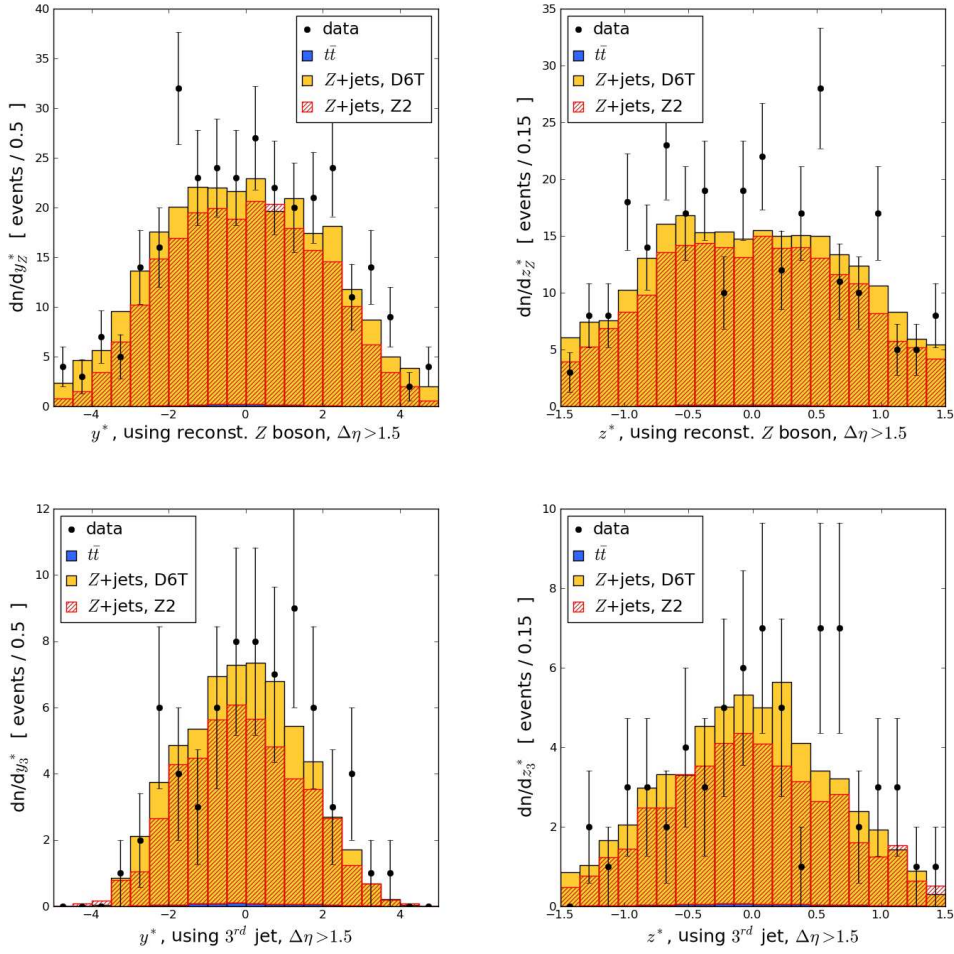 40
35
30
25
20
15
10
5
0
dn/dy*_Z [ events / 0.5 ]
data
tt̄
Z+jets, D6T
Z+jets, Z2
−4 −2 0 2 4
y*, using reconst. Z boson, Δη>1.5
35
30
25
20
15
10
5
0
dn/dz*_Z [ events / 0.15 ]
data
tt̄
Z+jets, D6T
Z+jets, Z2
−1.5 −1.0 −0.5 0.0 0.5 1.0 1.5
z*, using reconst. Z boson, Δη>1.5
12
10
8
6
4
2
0
dn/dy*_3 [ events / 0.5 ]
data
tt̄
Z+jets, D6T
Z+jets, Z2
−4 −2 0 2 4
y*, using 3^rd jet, Δη>1.5
10
8
6
4
2
0
dn/dz*_3 [ events / 0.15 ]
data
tt̄
Z+jets, D6T
Z+jets, Z2
−1.5 −1.0 −0.5 0.0 0.5 1.0 1.5
z*, using 3^rd jet, Δη>1.5